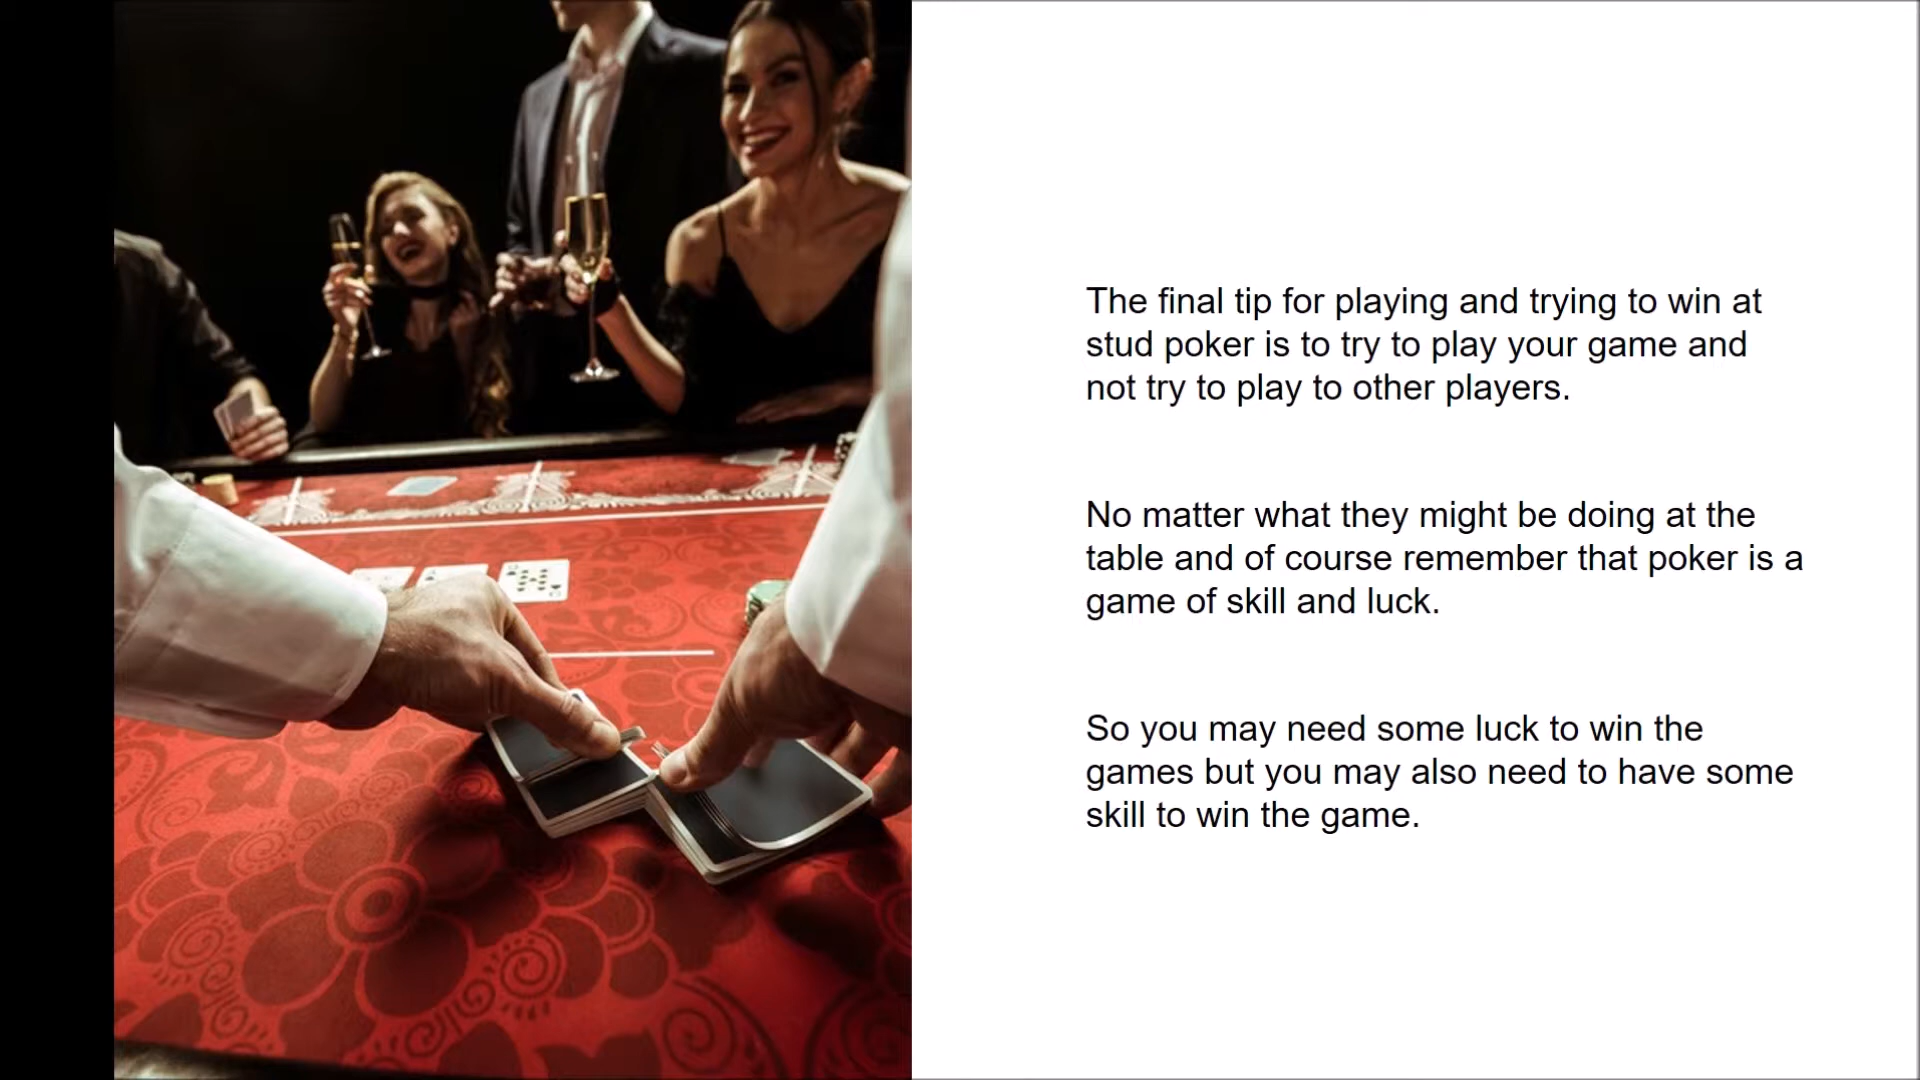 The final tip for playing and trying to win at
stud poker is to try to play your game and
not try to play to other players.
No matter what they might be doing at the
table and of course remember that poker is a
game of skill and luck.
So you may need some luck to win the
games but you may also need to have some
skill to win the game.